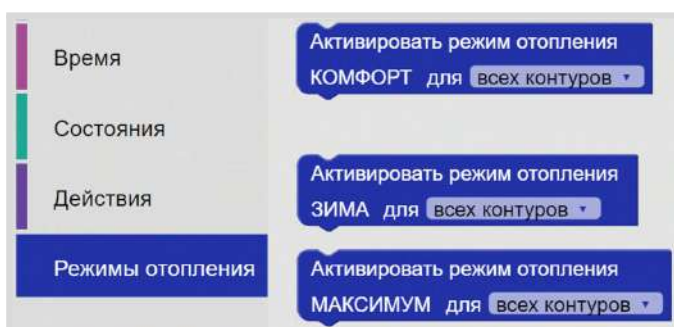 Время
Состояния
Действия
Режимы отопления
Активировать режим отопления
КОМФОРТ для всех контуров
Активировать режим отопления
ЗИМА для всех контуров
Активировать режим отопления
МАКСИМУМ для всех контуров